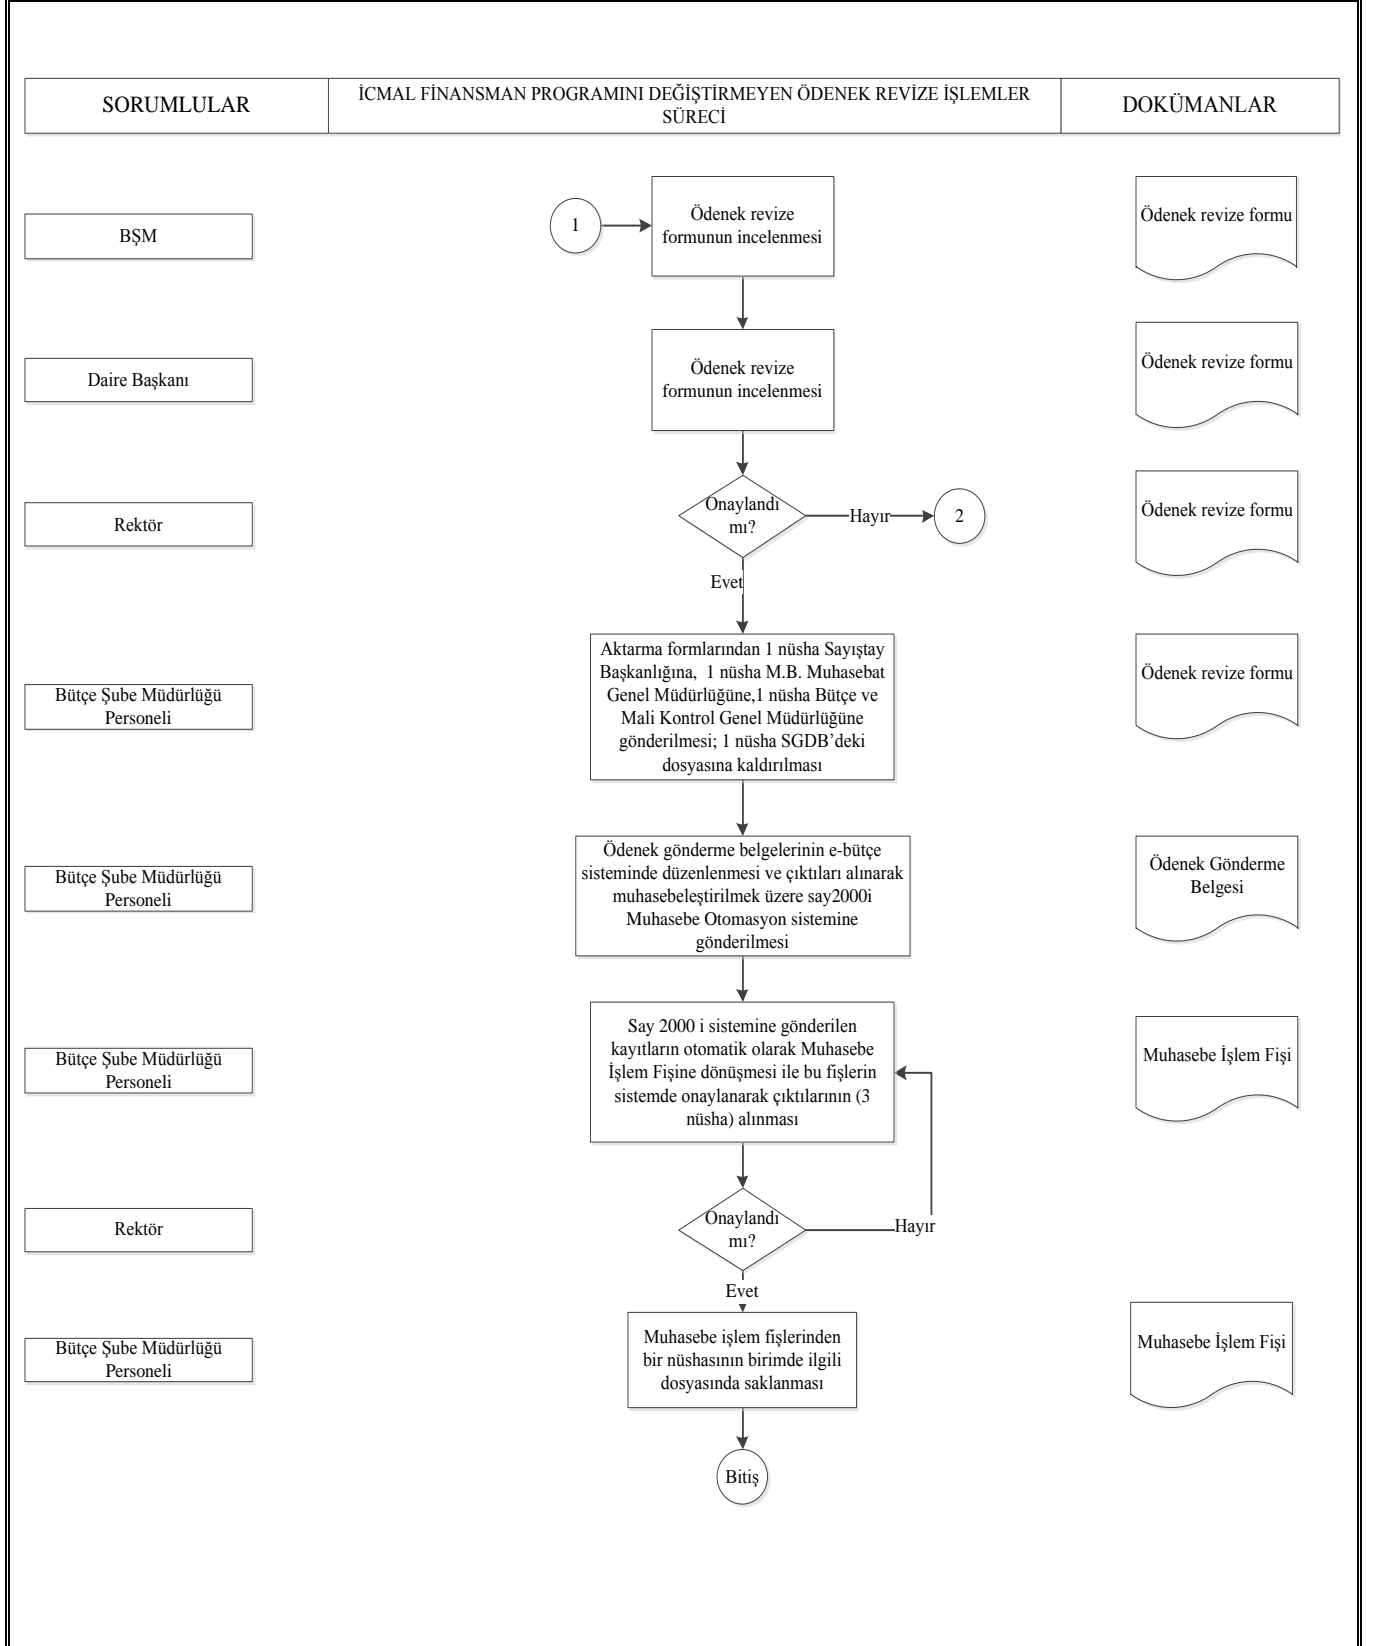 SORUMLULAR
İCMAL FİNANSMAN PROGRAMINI DEĞİŞTİRMEYEN ÖDENEK REVİZE İŞLEMLER
SÜRECİ
DOKÜMANLAR
BŞM
1
Ödenek revize
formunun incelenmesi
Ödenek revize formu
Daire Başkanı
Ödenek revize
formunun incelenmesi
Ödenek revize formu
Rektör
Onaylandı
mı?
Hayır
2
Ödenek revize formu
Evet
Bütçe Şube Müdürlüğü
Personeli
Aktarma formlarından 1 nüsha Sayıştay
Başkanlığına, 1 nüsha M.B. Muhasebat
Genel Müdürlüğüne,1 nüsha Bütçe ve
Mali Kontrol Genel Müdürlüğüne
gönderilmesi; 1 nüsha SGDB’deki
dosyasına kaldırılması
Ödenek revize formu
Bütçe Şube Müdürlüğü
Personeli
Ödenek gönderme belgelerinin e-bütçe
sisteminde düzenlenmesi ve çıktıları alınarak
muhasebeleştirilmek üzere say2000i
Muhasebe Otomasyon sistemine
gönderilmesi
Ödenek Gönderme
Belgesi
Bütçe Şube Müdürlüğü
Personeli
Say 2000 i sistemine gönderilen
kayıtların otomatik olarak Muhasebe
İşlem Fişine dönüşmesi ile bu fişlerin
sistemde onaylanarak çıktılarının (3
nüsha) alınması
Muhasebe İşlem Fişi
Rektör
Onaylandı
mı?
Hayır
Evet
Bütçe Şube Müdürlüğü
Personeli
Muhasebe işlem fişlerinden
bir nüshasının birimde ilgili
dosyasında saklanması
Muhasebe İşlem Fişi
Bitiş